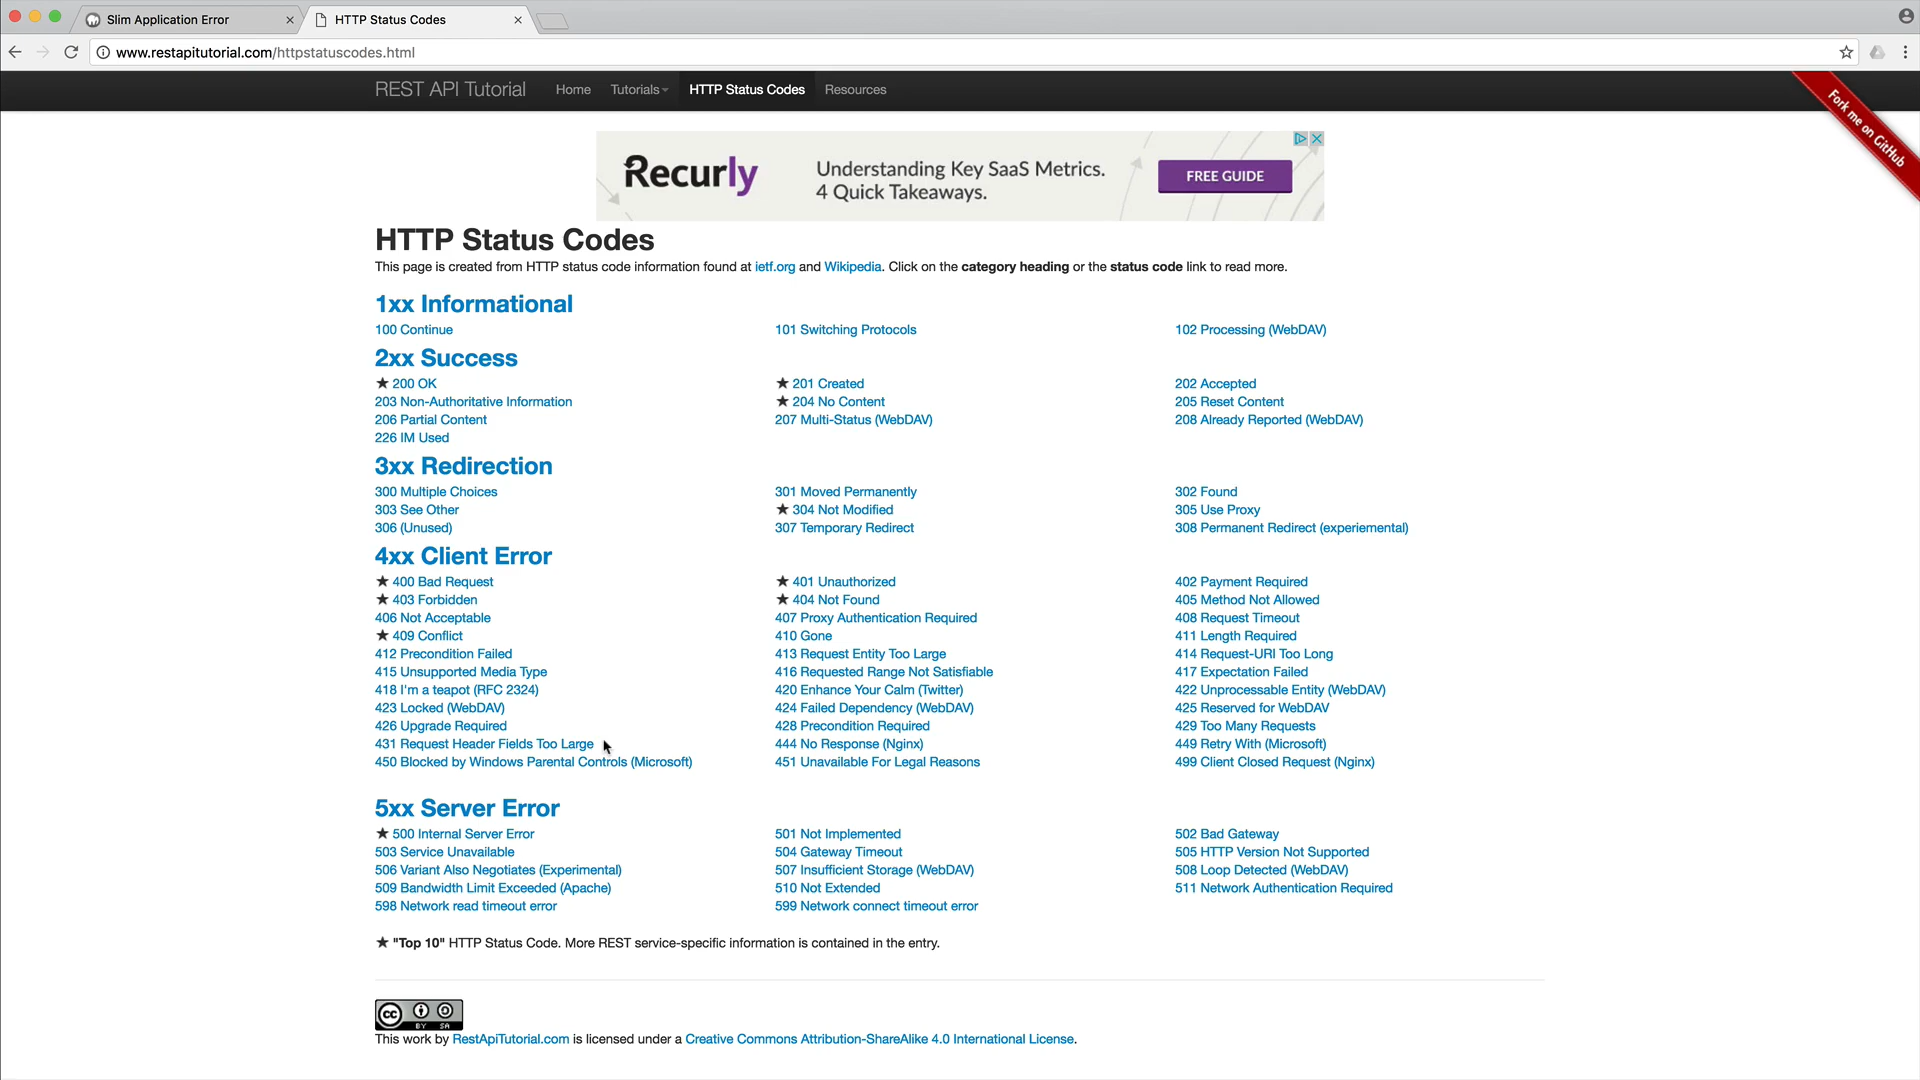 Slim Application Error
HTTP Status Codes
www.restapitutorial.com/httpstatuscodes.html
REST API Tutorial Home Tutorials HTTP Status Codes Resources
Fork me on GitHub
Recurly
Understanding Key SaaS Metrics.
4 Quick Takeaways.
FREE GUIDE
HTTP Status Codes
This page is created from HTTP status code information found at ietf.org and Wikipedia. Click on the category heading or the status code link to read more.
1xx Informational
100 Continue 101 Switching Protocols 102 Processing (WebDAV)
2xx Success
★ 200 OK ★ 201 Created 202 Accepted
203 Non-Authoritative Information ★ 204 No Content 205 Reset Content
206 Partial Content 207 Multi-Status (WebDAV) 208 Already Reported (WebDAV)
226 IM Used
3xx Redirection
300 Multiple Choices 301 Moved Permanently 302 Found
303 See Other ★ 304 Not Modified 305 Use Proxy
306 (Unused) 307 Temporary Redirect 308 Permanent Redirect (experiemental)
4xx Client Error
★ 400 Bad Request ★ 401 Unauthorized 402 Payment Required
★ 403 Forbidden ★ 404 Not Found 405 Method Not Allowed
406 Not Acceptable 407 Proxy Authentication Required 408 Request Timeout
★ 409 Conflict 410 Gone 411 Length Required
412 Precondition Failed 413 Request Entity Too Large 414 Request-URI Too Long
415 Unsupported Media Type 416 Requested Range Not Satisfiable 417 Expectation Failed
418 I'm a teapot (RFC 2324) 420 Enhance Your Calm (Twitter) 422 Unprocessable Entity (WebDAV)
423 Locked (WebDAV) 424 Failed Dependency (WebDAV) 425 Reserved for WebDAV
426 Upgrade Required 428 Precondition Required 429 Too Many Requests
431 Request Header Fields Too Large 444 No Response (Nginx) 449 Retry With (Microsoft)
450 Blocked by Windows Parental Controls (Microsoft) 451 Unavailable For Legal Reasons 499 Client Closed Request (Nginx)
5xx Server Error
★ 500 Internal Server Error 501 Not Implemented 502 Bad Gateway
503 Service Unavailable 504 Gateway Timeout 505 HTTP Version Not Supported
506 Variant Also Negotiates (Experimental) 507 Insufficient Storage (WebDAV) 508 Loop Detected (WebDAV)
509 Bandwidth Limit Exceeded (Apache) 510 Not Extended 511 Network Authentication Required
598 Network read timeout error 599 Network connect timeout error
★ "Top 10" HTTP Status Code. More REST service-specific information is contained in the entry.
cc BY SA
This work by RestApiTutorial.com is licensed under a Creative Commons Attribution-ShareAlike 4.0 International License.